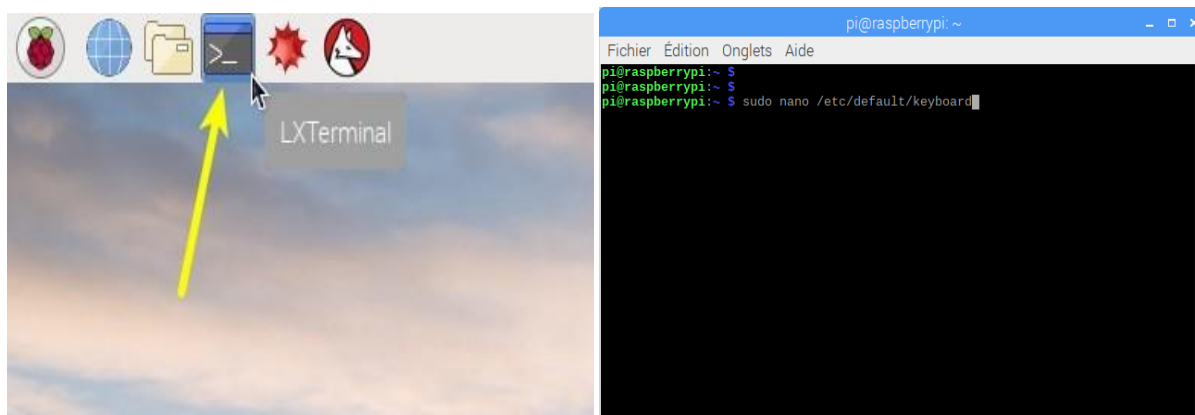 >_
LXTerminal
pi@raspberrypi: ~
Fichier Édition Onglets Aide
pi@raspberrypi:~ $
pi@raspberrypi:~ $
pi@raspberrypi:~ $ sudo nano /etc/default/keyboard